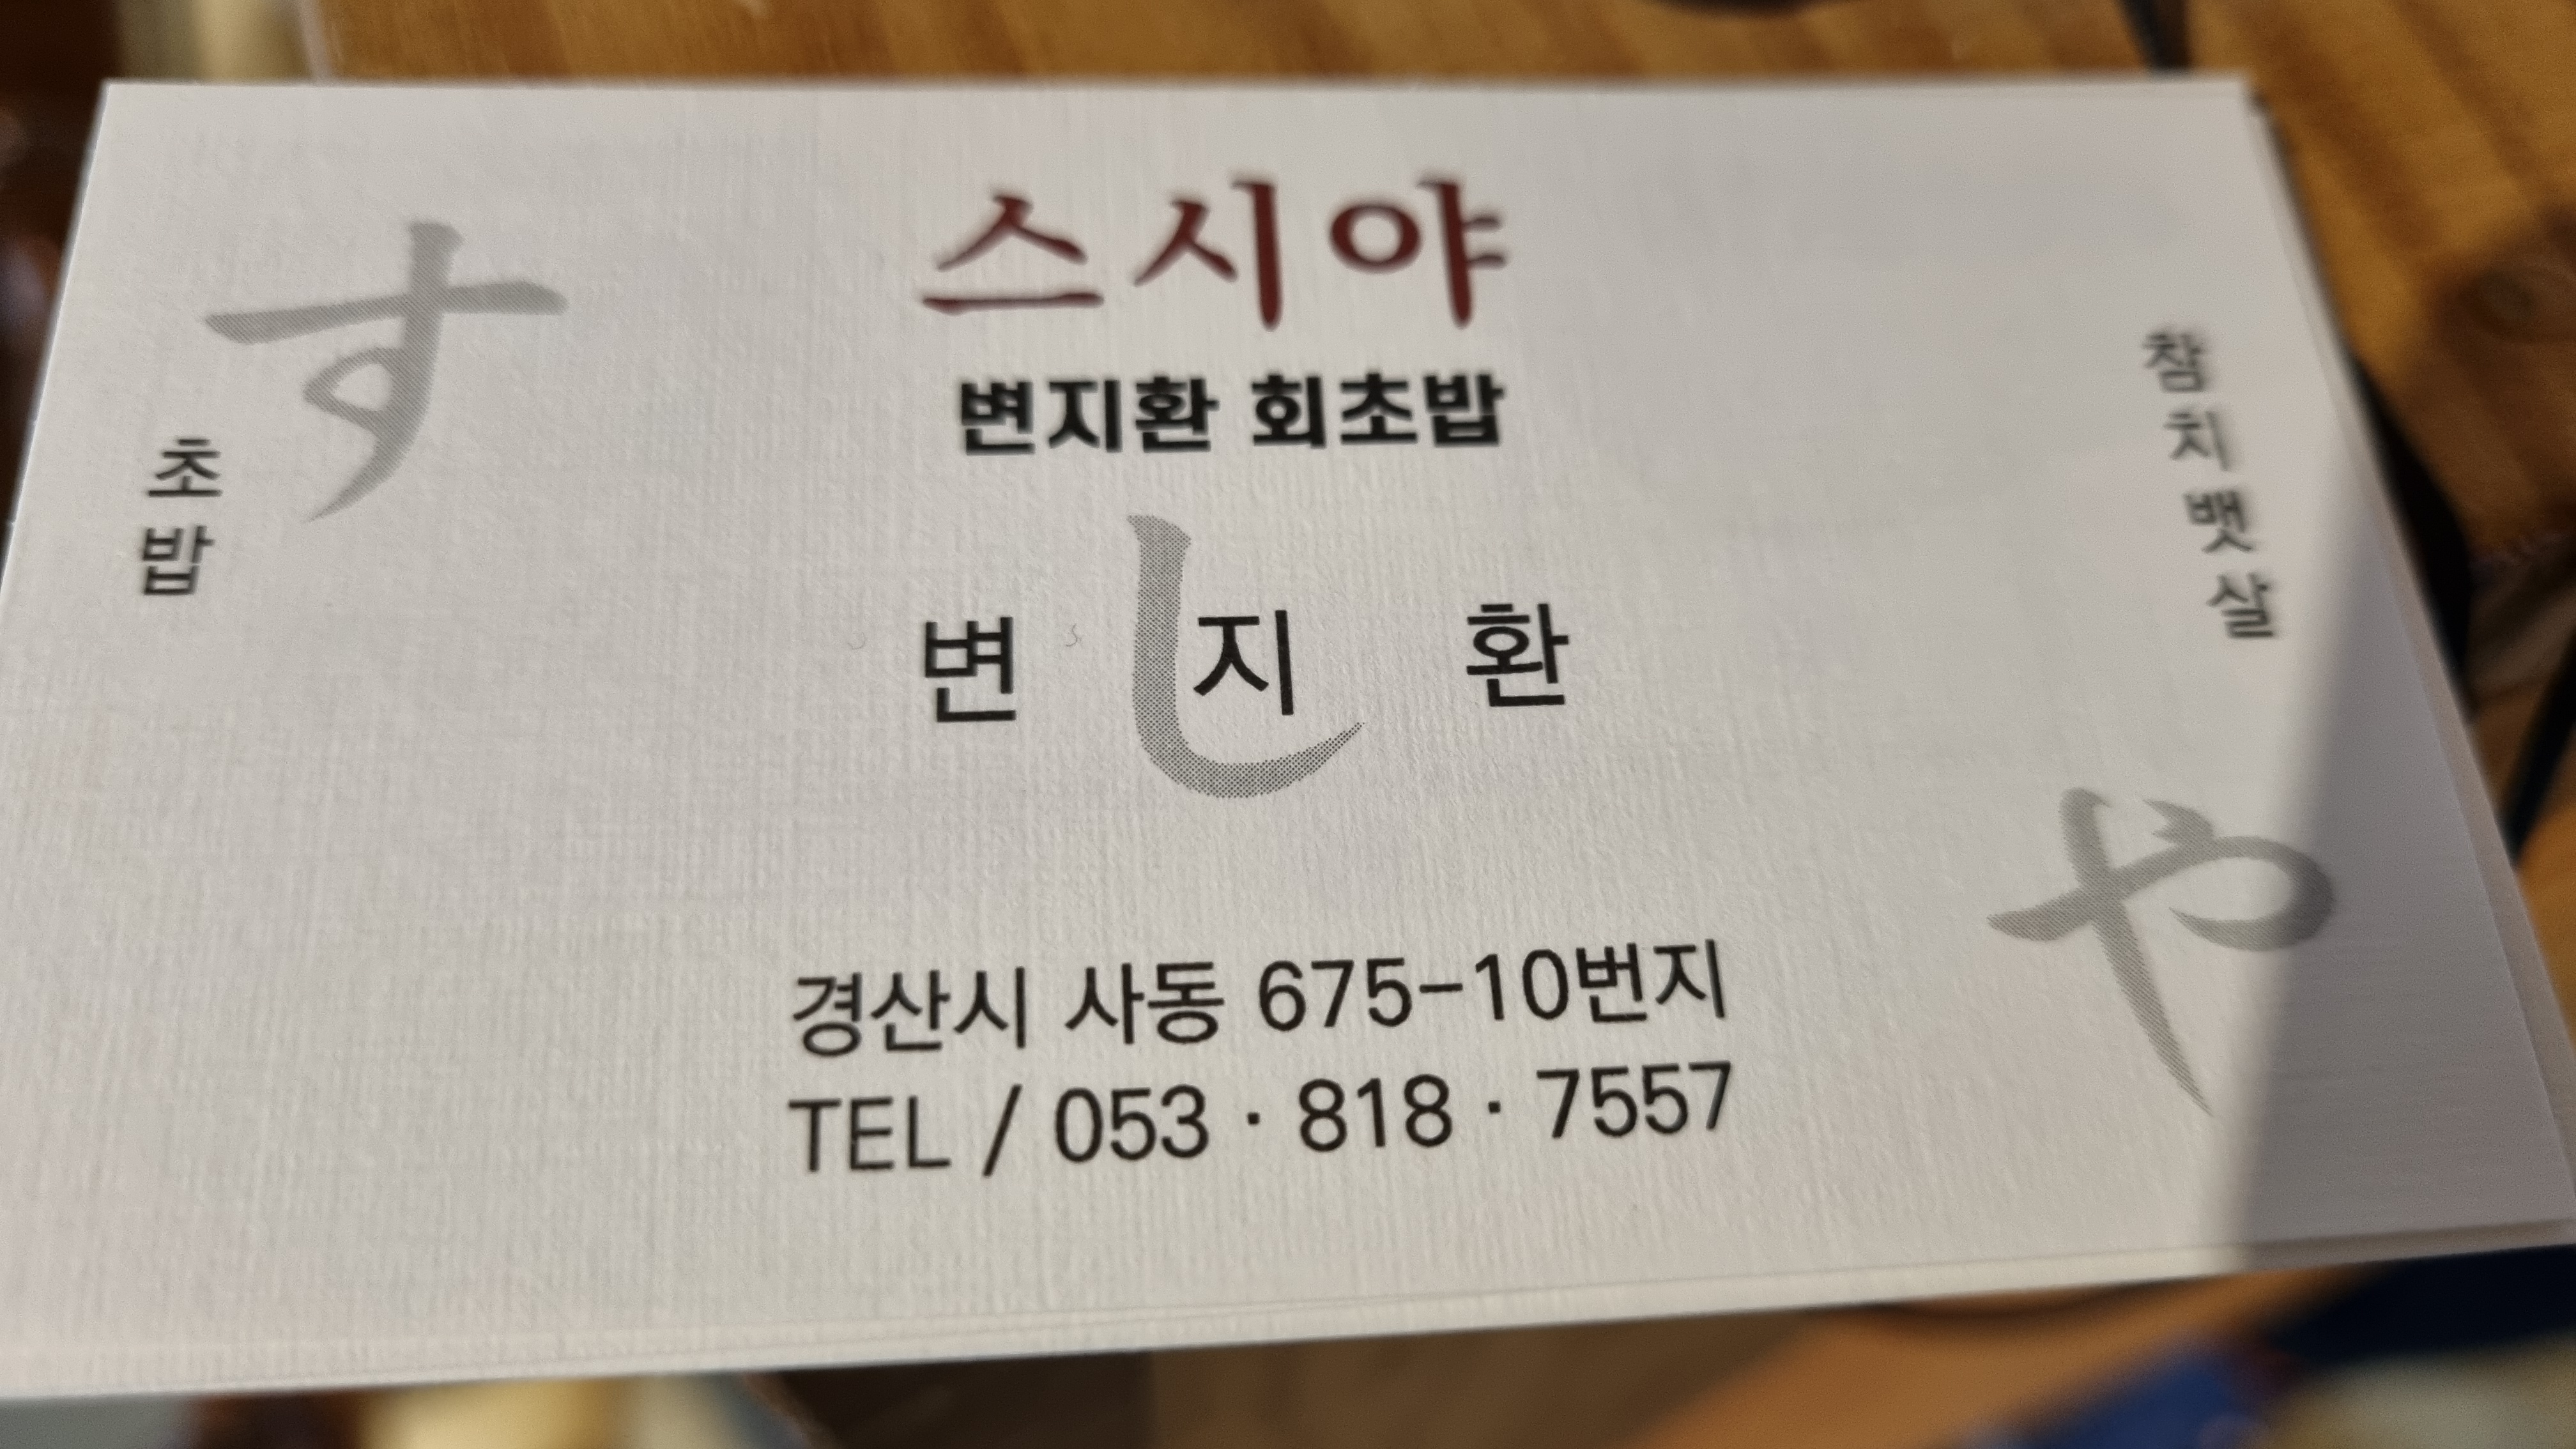 스시야
변지환 회초밥
す
초밥
참치뱃살
し
변 지 환
や
경산시 사동 675-10번지
TEL / 053 · 818 · 7557